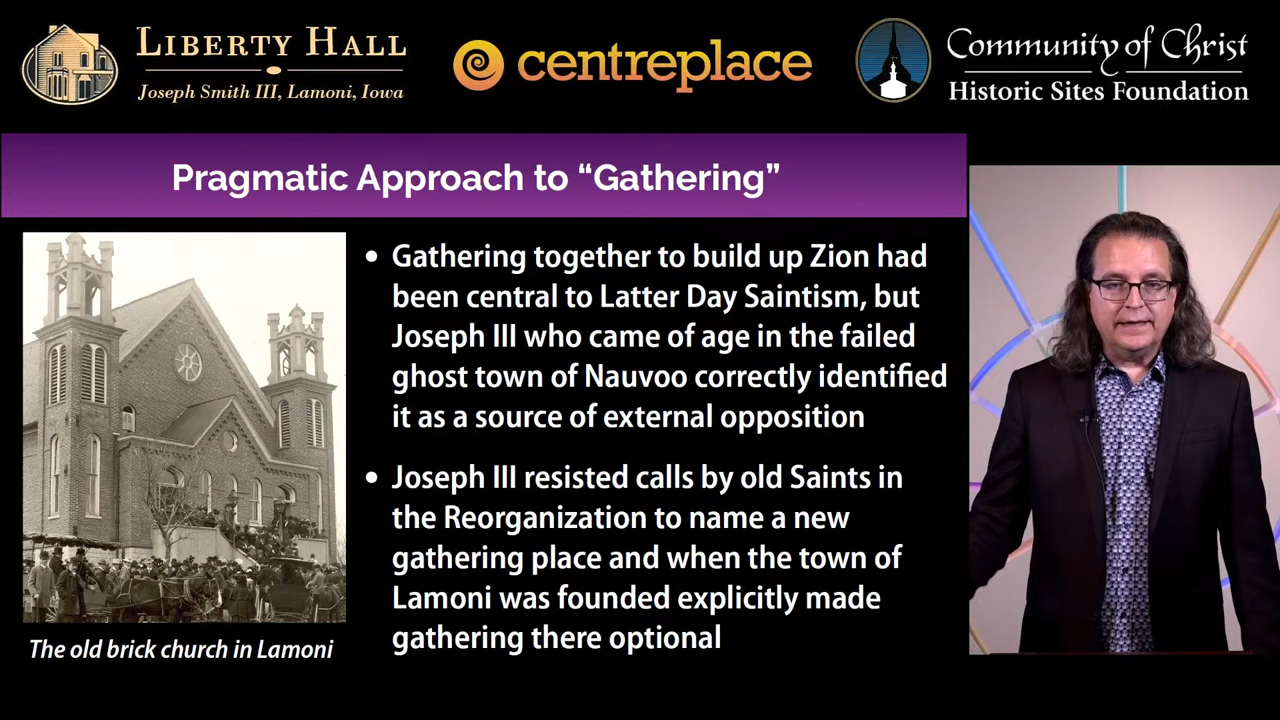 LIBERTY HALL
Joseph Smith III, Lamoni, Iowa
centreplace
Community of Christ
Historic Sites Foundation
Pragmatic Approach to “Gathering”
• Gathering together to build up Zion had
been central to Latter Day Saintism, but
Joseph III who came of age in the failed
ghost town of Nauvoo correctly identified
it as a source of external opposition
• Joseph III resisted calls by old Saints in
the Reorganization to name a new
gathering place and when the town of
Lamoni was founded explicitly made
gathering there optional
The old brick church in Lamoni